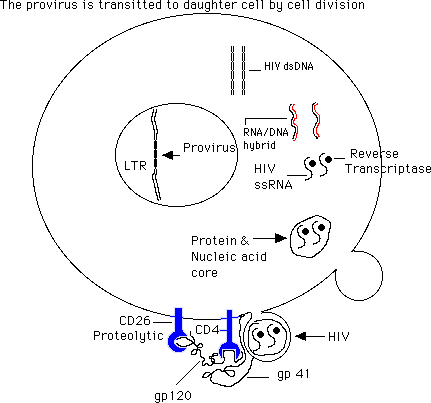 The provirus is transitted to daughter cell by cell division
HIV dsDNA
RNA/DNA
hybrid
Provirus
LTR
Reverse
Transcriptase
HIV
ssRNA
Protein &
Nucleic acid
core
CD26
Proteolytic
CD4
HIV
gp 41
gp120